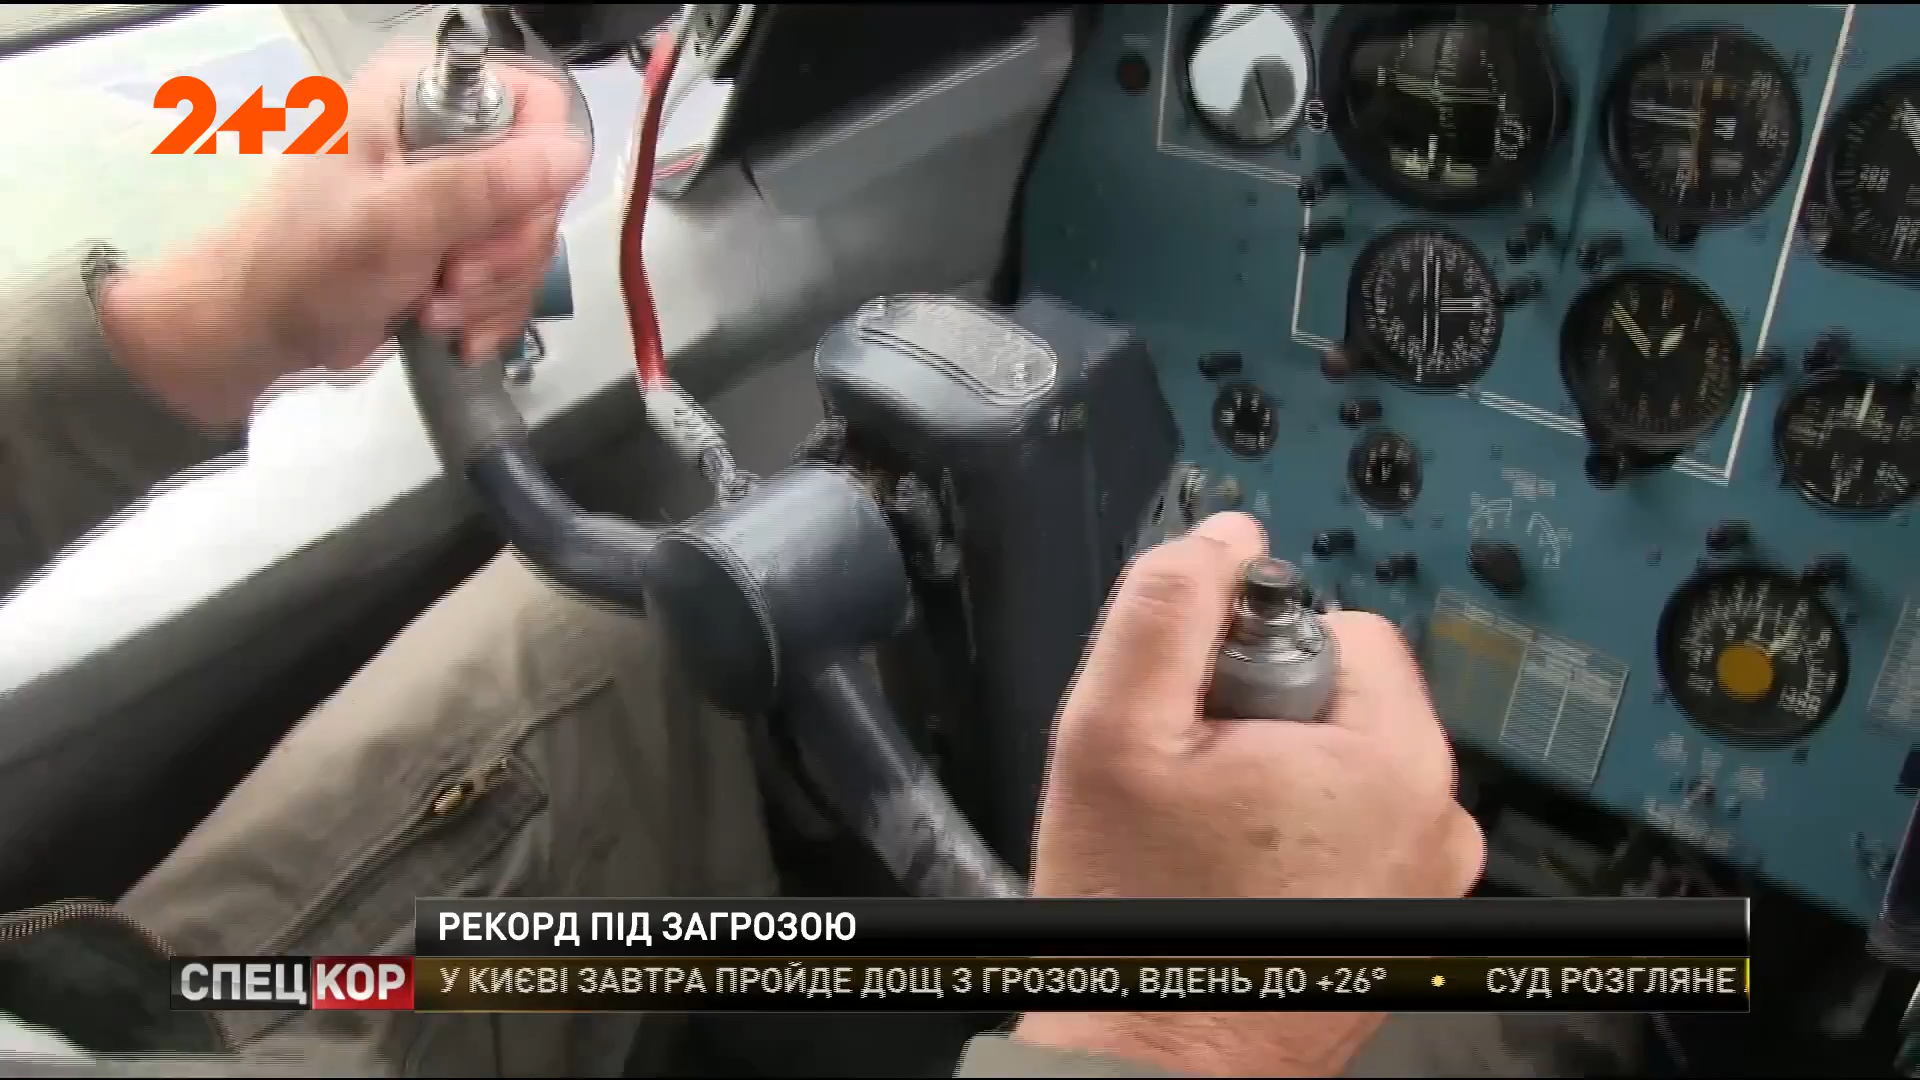 2+2
РЕКОРД ПІД ЗАГРОЗОЮ
СПЕЦКОР
У КИЄВІ ЗАВТРА ПРОЙДЕ ДОЩ З ГРОЗОЮ, ВДЕНЬ ДО +26° • СУД РОЗГЛЯНЕ